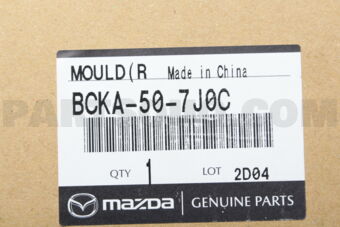 MOULD(R Made in China
BCKA-50-7J0C
QTY 1 LOT 2D04
mazda GENUINE PARTS